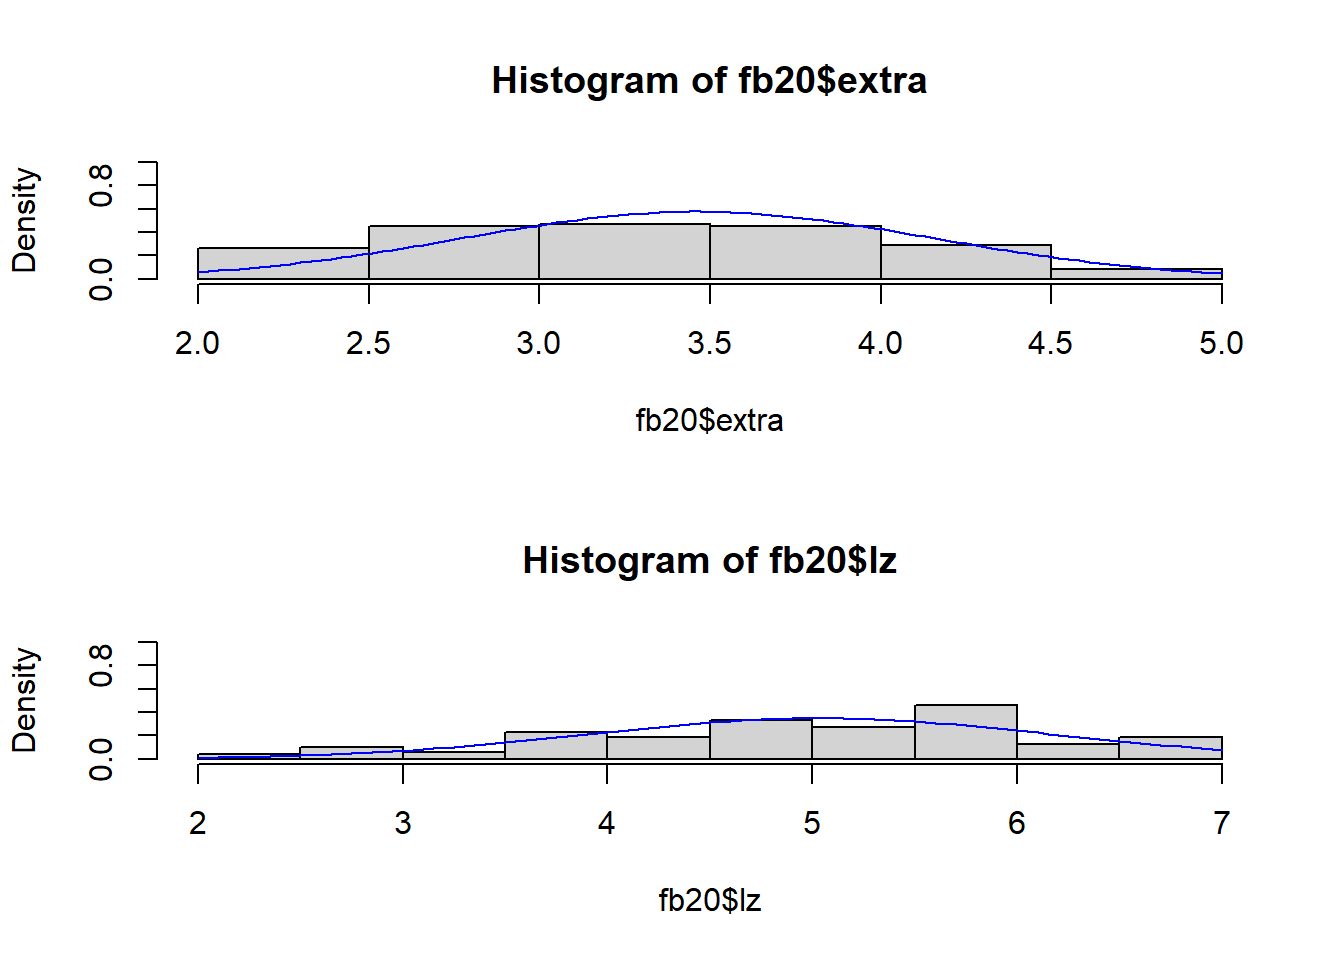 Histogram of fb20$extra
Density
0.0 0.8
2.0 2.5 3.0 3.5 4.0 4.5 5.0
fb20$extra
Histogram of fb20$lz
Density
0.0 0.8
2 3 4 5 6 7
fb20$lz